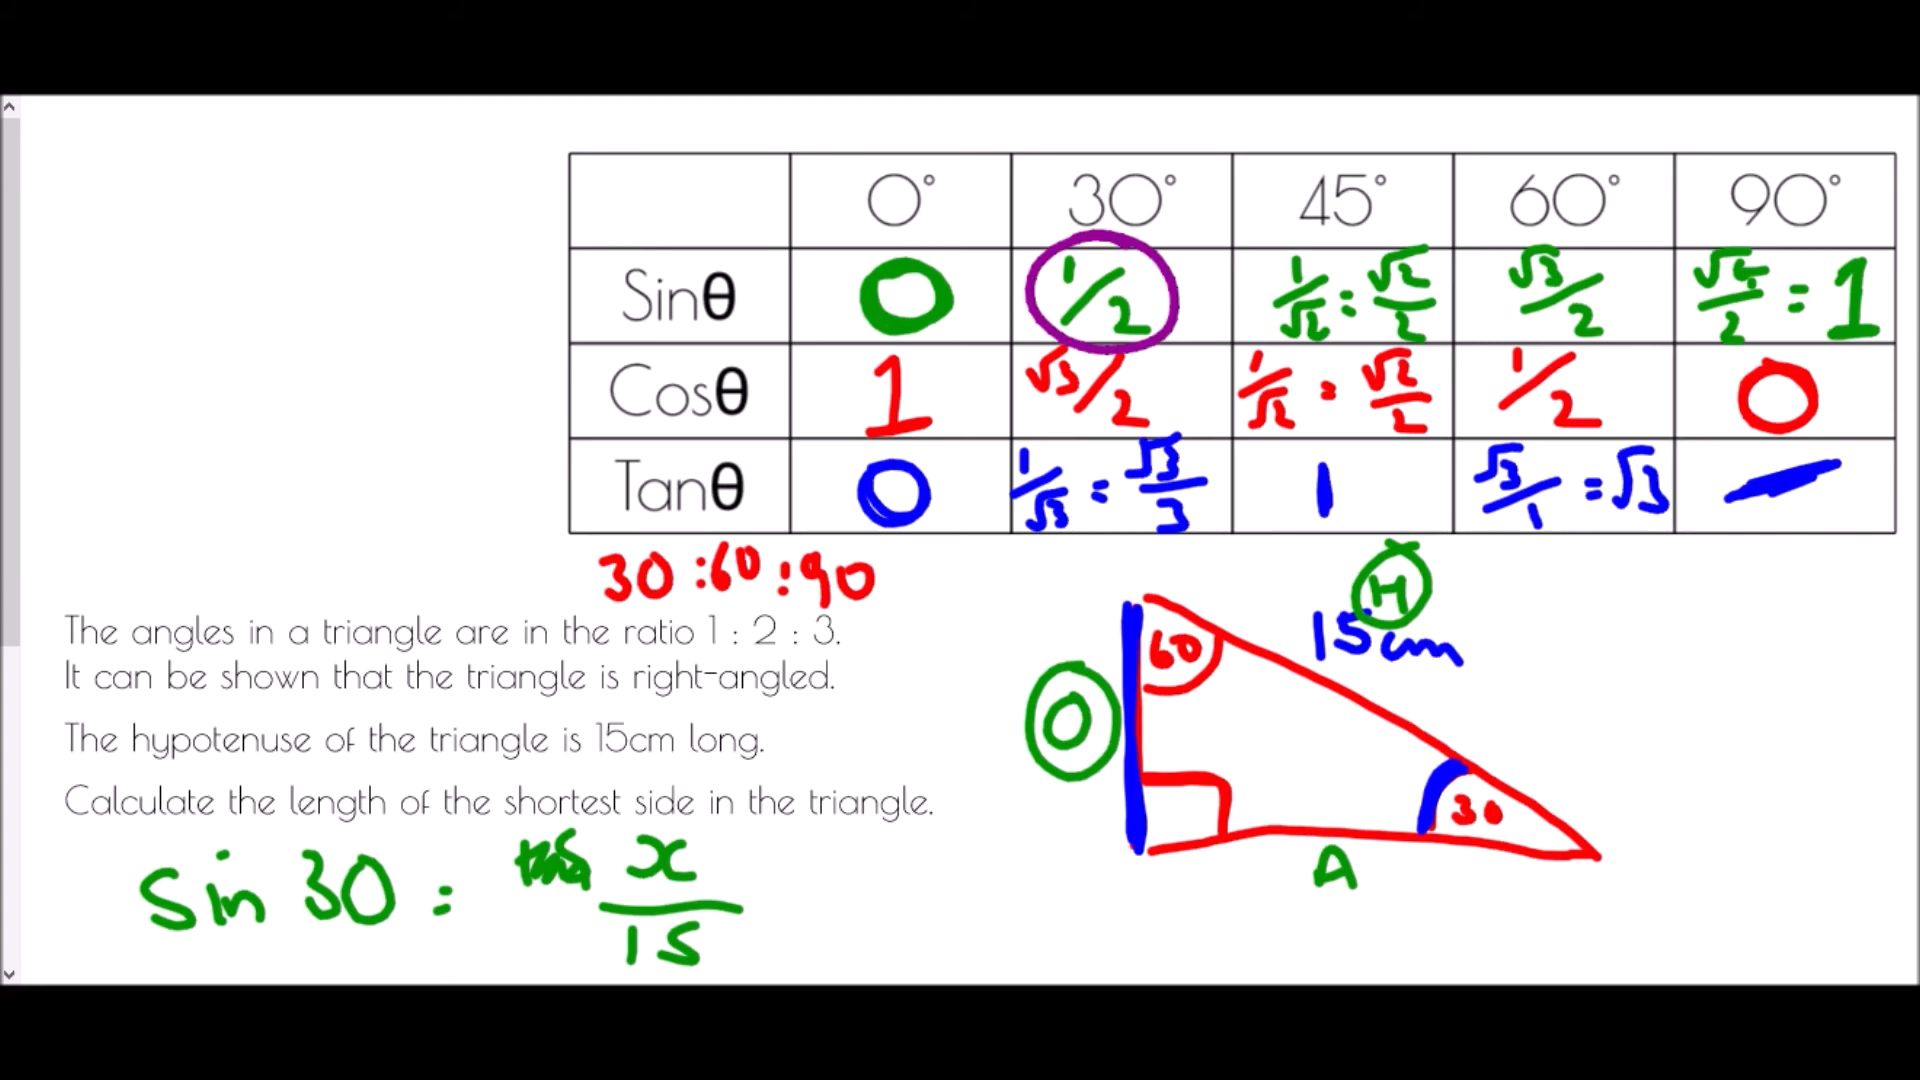 0° 30° 45° 60° 90°
Sinθ 0 1/2 1/√2 = √2/2 √3/2 √4/2 = 1
Cosθ 1 √3/2 1/√2 = √2/2 1/2 0
Tanθ 0 1/√3 = √3/3 1 √3/1 = √3 –
30 : 60 : 90
The angles in a triangle are in the ratio 1 : 2 : 3.
It can be shown that the triangle is right-angled.
The hypotenuse of the triangle is 15cm long.
Calculate the length of the shortest side in the triangle.
Sin 30 = x/15
H
15cm
60
O
30
A